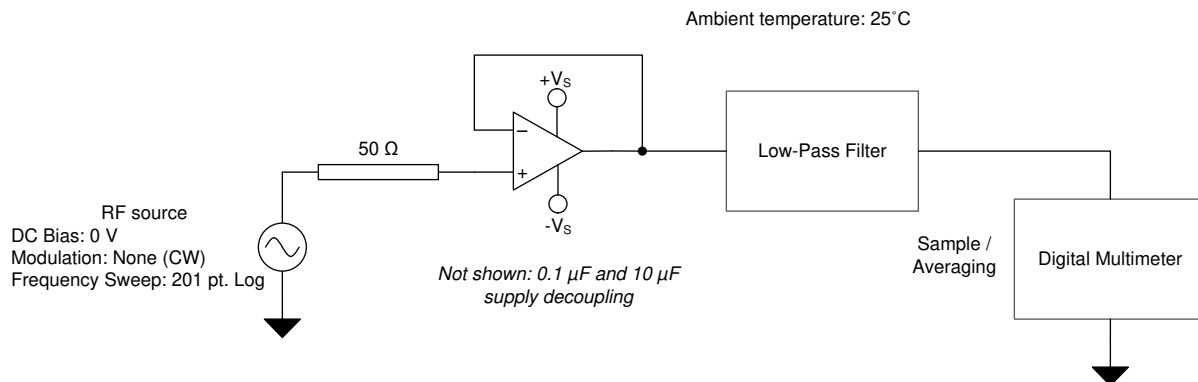 Ambient temperature: 25˚C
+VS
50 Ω
−
+
Low-Pass Filter
-VS
RF source
DC Bias: 0 V
Modulation: None (CW)
Frequency Sweep: 201 pt. Log
Not shown: 0.1 µF and 10 µF
supply decoupling
Sample /
Averaging
Digital Multimeter